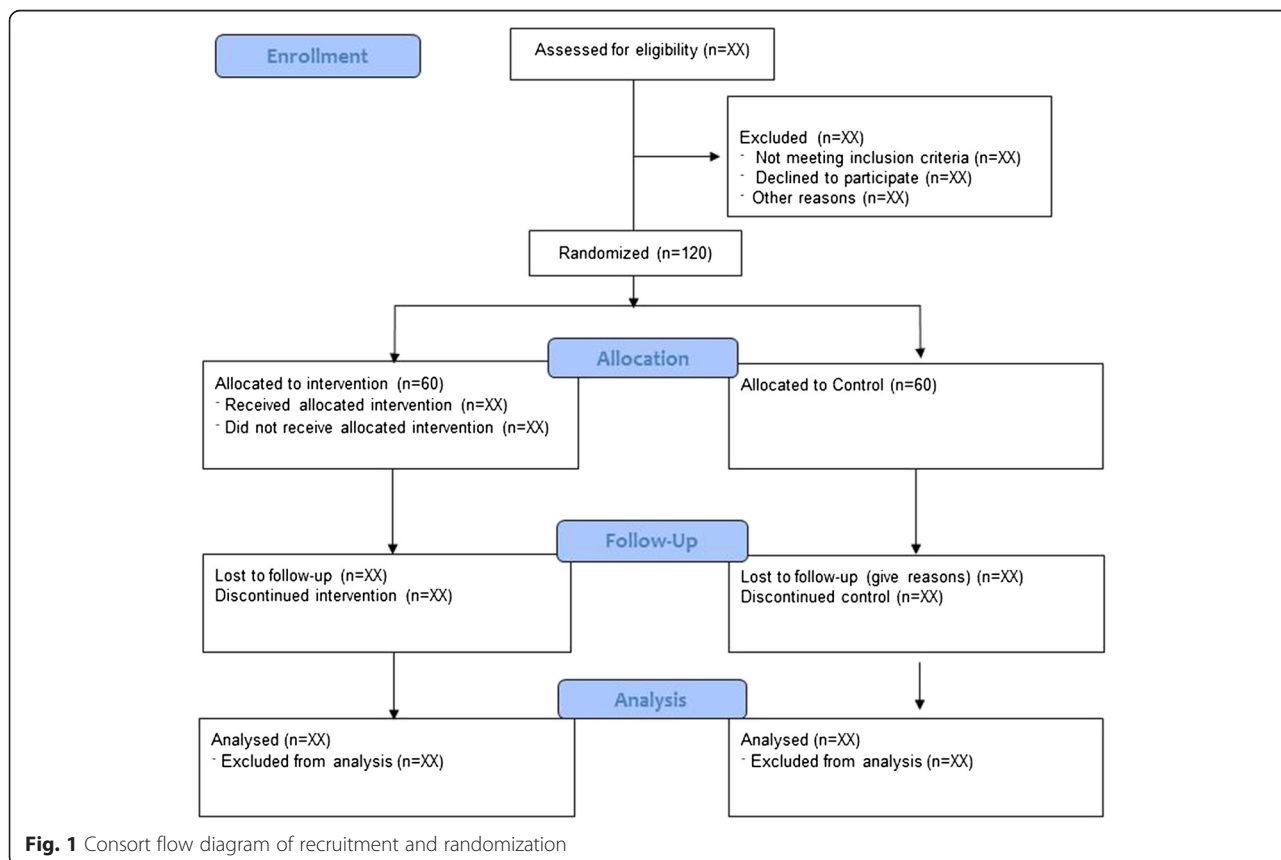 Enrollment
Assessed for eligibility (n=XX)
Excluded (n=XX)
- Not meeting inclusion criteria (n=XX)
- Declined to participate (n=XX)
- Other reasons (n=XX)
Randomized (n=120)
Allocation
Allocated to intervention (n=60)
- Received allocated intervention (n=XX)
- Did not receive allocated intervention (n=XX)
Allocated to Control (n=60)
Follow-Up
Lost to follow-up (n=XX)
Discontinued intervention (n=XX)
Lost to follow-up (give reasons) (n=XX)
Discontinued control (n=XX)
Analysis
Analysed (n=XX)
- Excluded from analysis (n=XX)
Analysed (n=XX)
- Excluded from analysis (n=XX)
Fig. 1 Consort flow diagram of recruitment and randomization